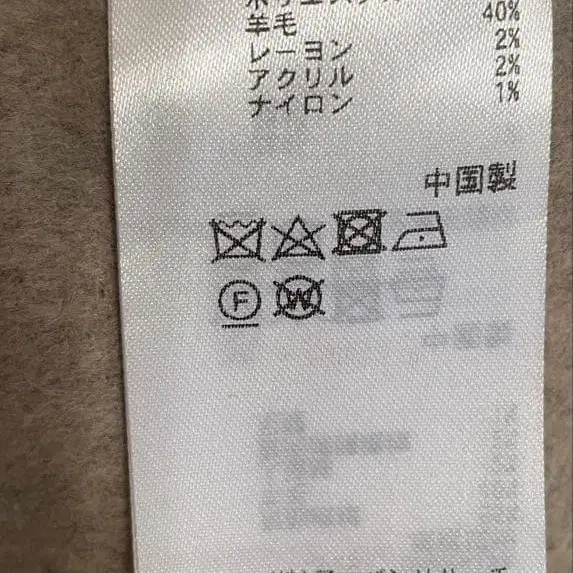 羊毛 40%
レーヨン 2%
アクリル 2%
ナイロン 1%
中国製
F W